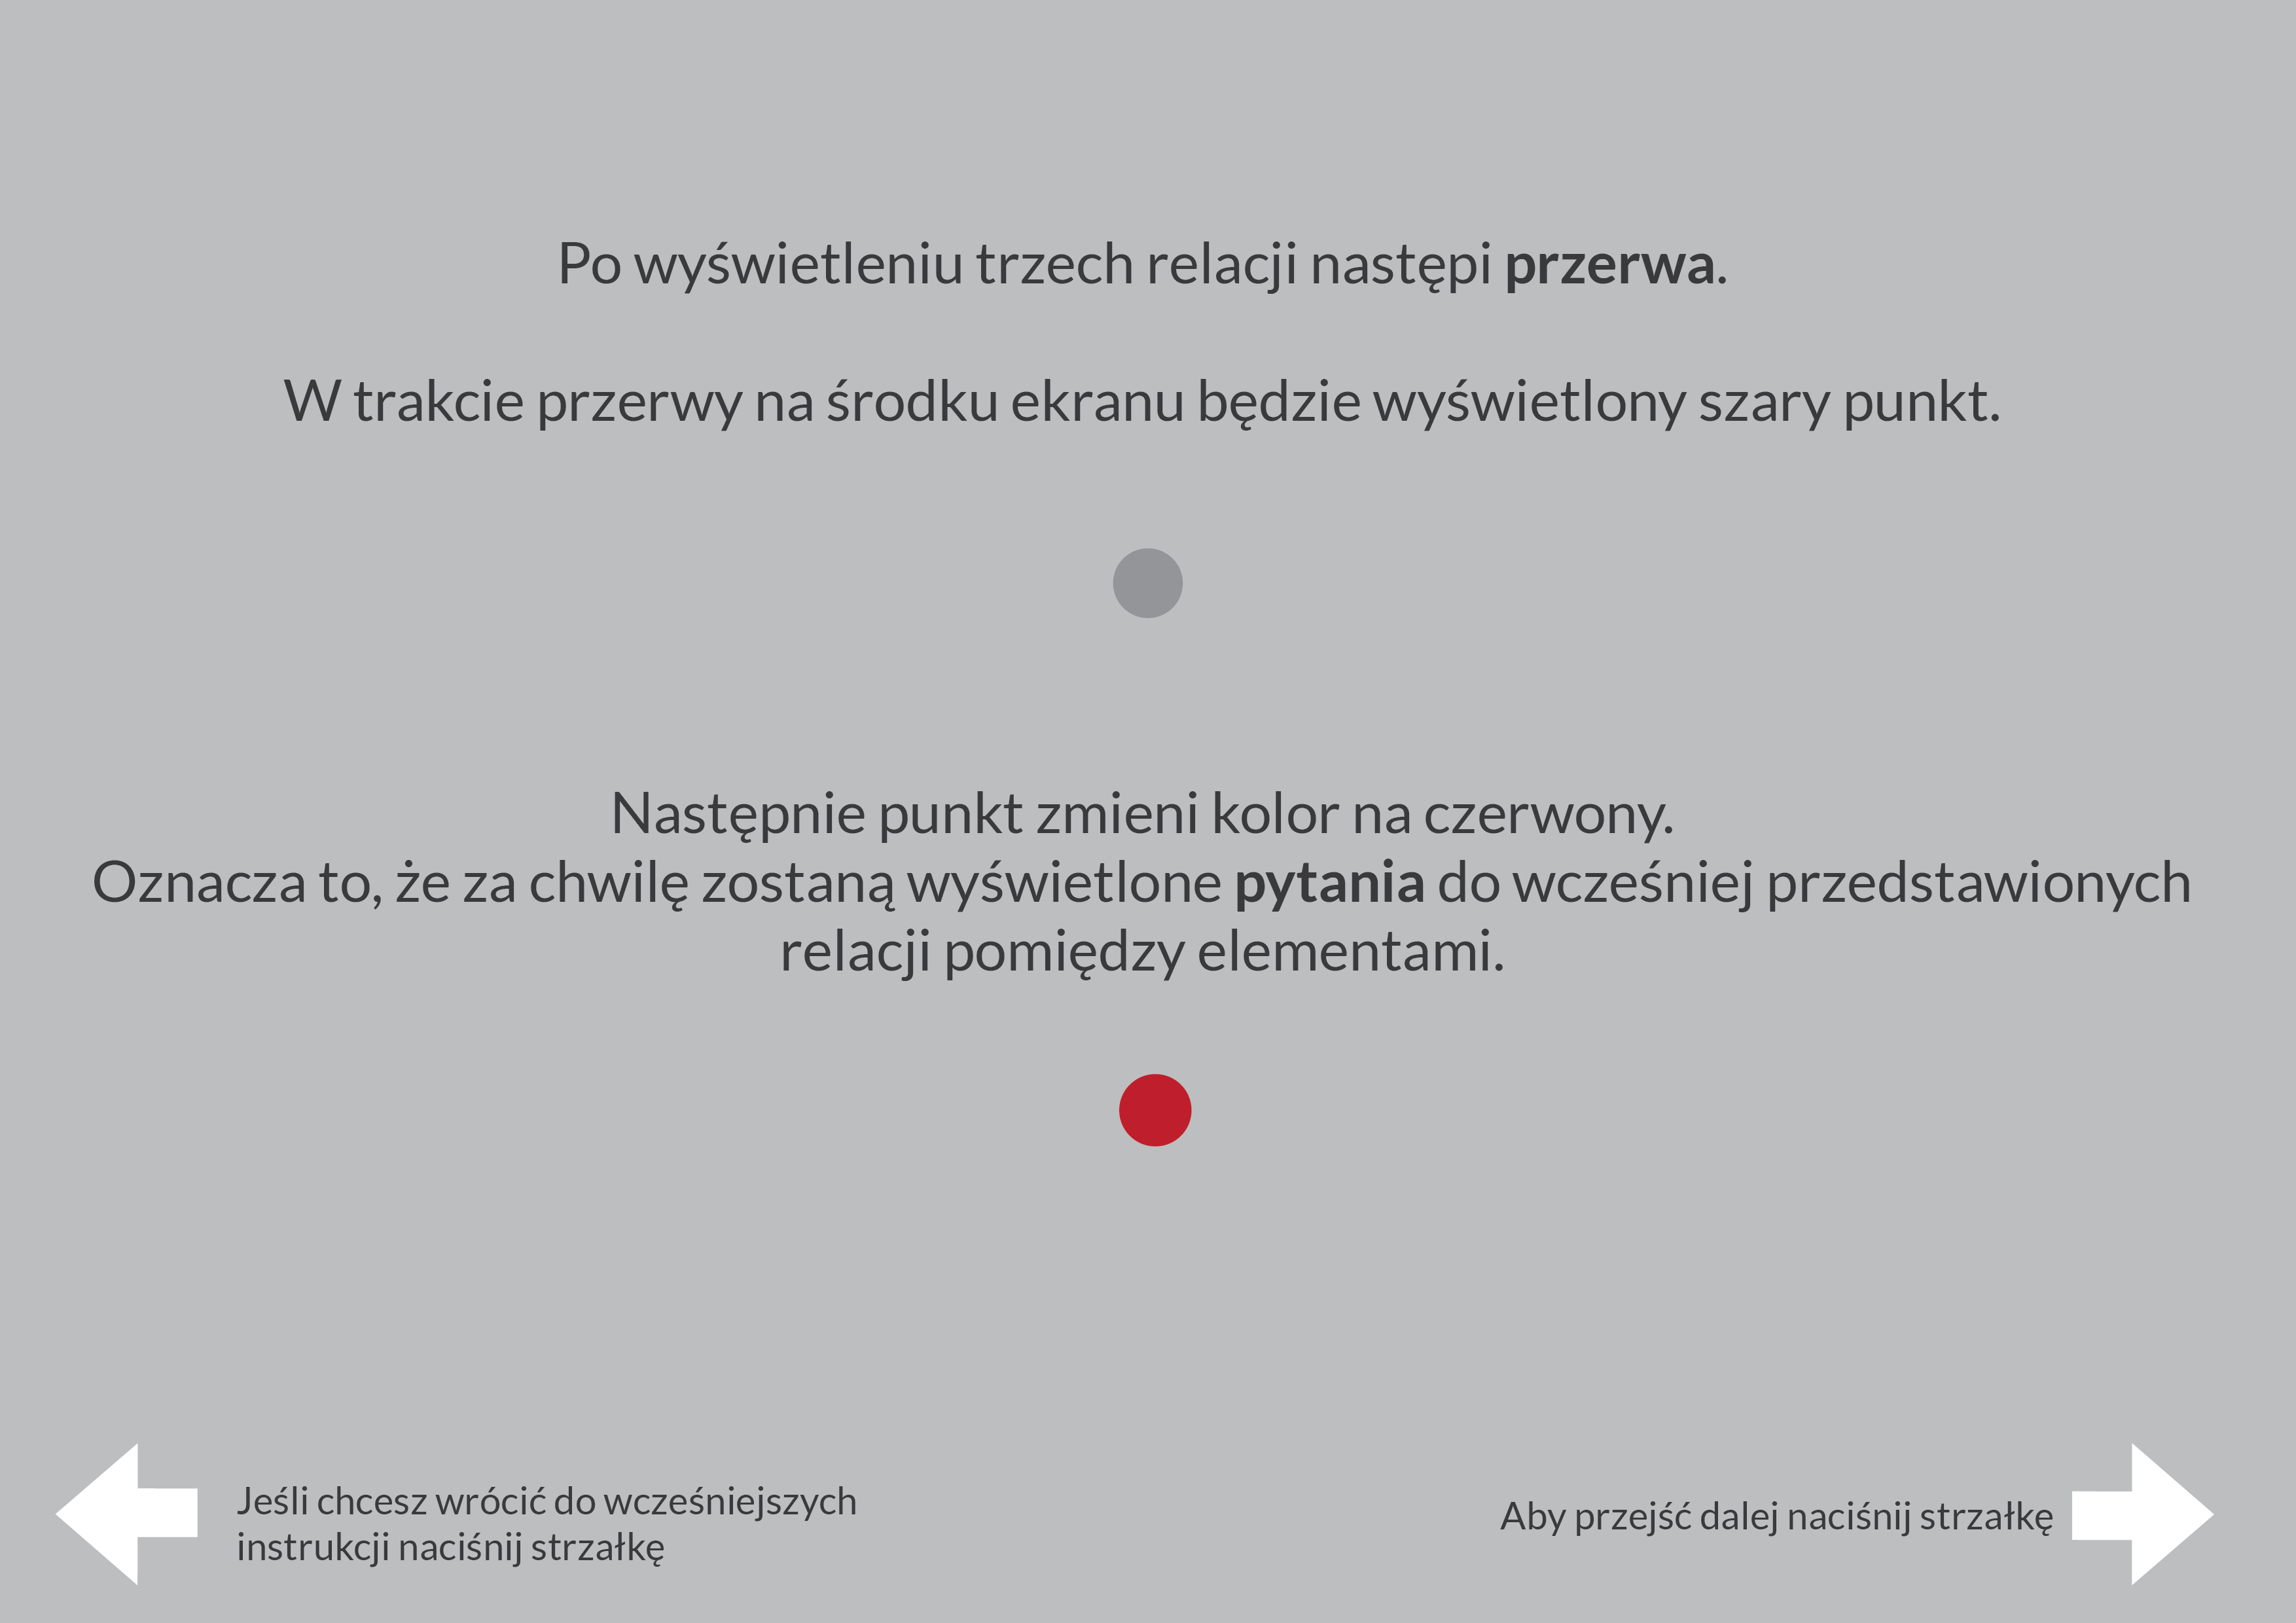 Po wyświetleniu trzech relacji następi przerwa.
W trakcie przerwy na środku ekranu będzie wyświetlony szary punkt.
Następnie punkt zmieni kolor na czerwony.
Oznacza to, że za chwilę zostaną wyświetlone pytania do wcześniej przedstawionych
relacji pomiędzy elementami.
Jeśli chcesz wrócić do wcześniejszych
instrukcji naciśnij strzałkę
Aby przejść dalej naciśnij strzałkę